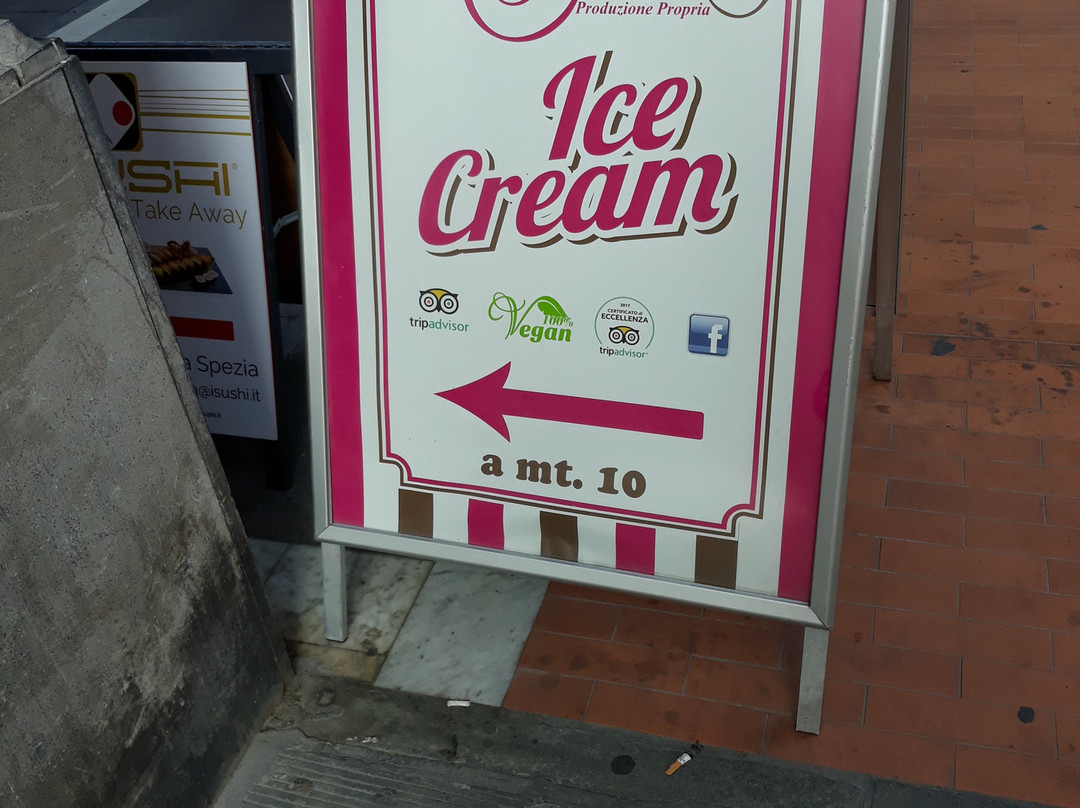 Produzione Propria
Ice
Cream
tripadvisor
Vegan
100%
2017
CERTIFICATO di
ECCELLENZA
tripadvisor
f
a mt. 10
USHI
Take Away
a Spezia
@isushi.it